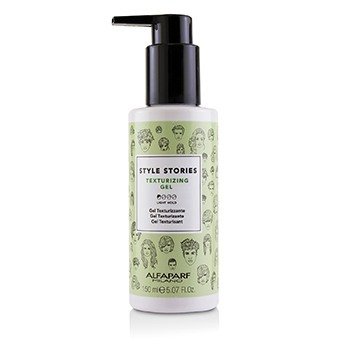 STYLE STORIES
TEXTURIZING
GEL
LIGHT HOLD
Gel Texturizzante
Gel Texturizante
Gel Texturisant
ALFAPARF
MILANO
150 ml ℮ 5.07 Fl.Oz.